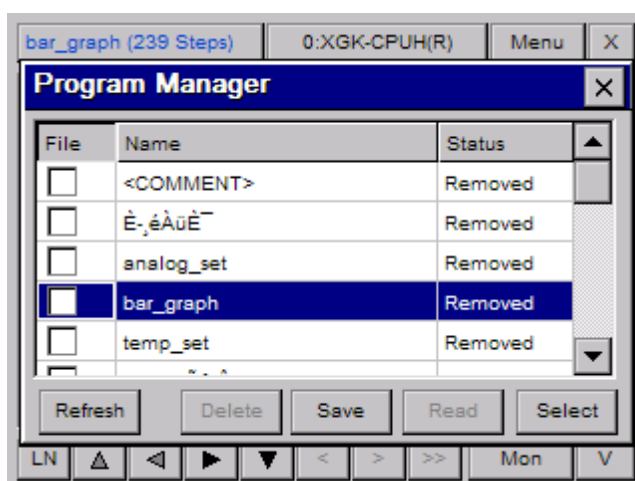 bar_graph (239 Steps) 0:XGK-CPUH(R) Menu X
Program Manager
File Name Status
<COMMENT> Removed
È-¸éÀüÈ¯ Removed
analog_set Removed
bar_graph Removed
temp_set Removed
Refresh Delete Save Read Select
LN < > >> Mon V